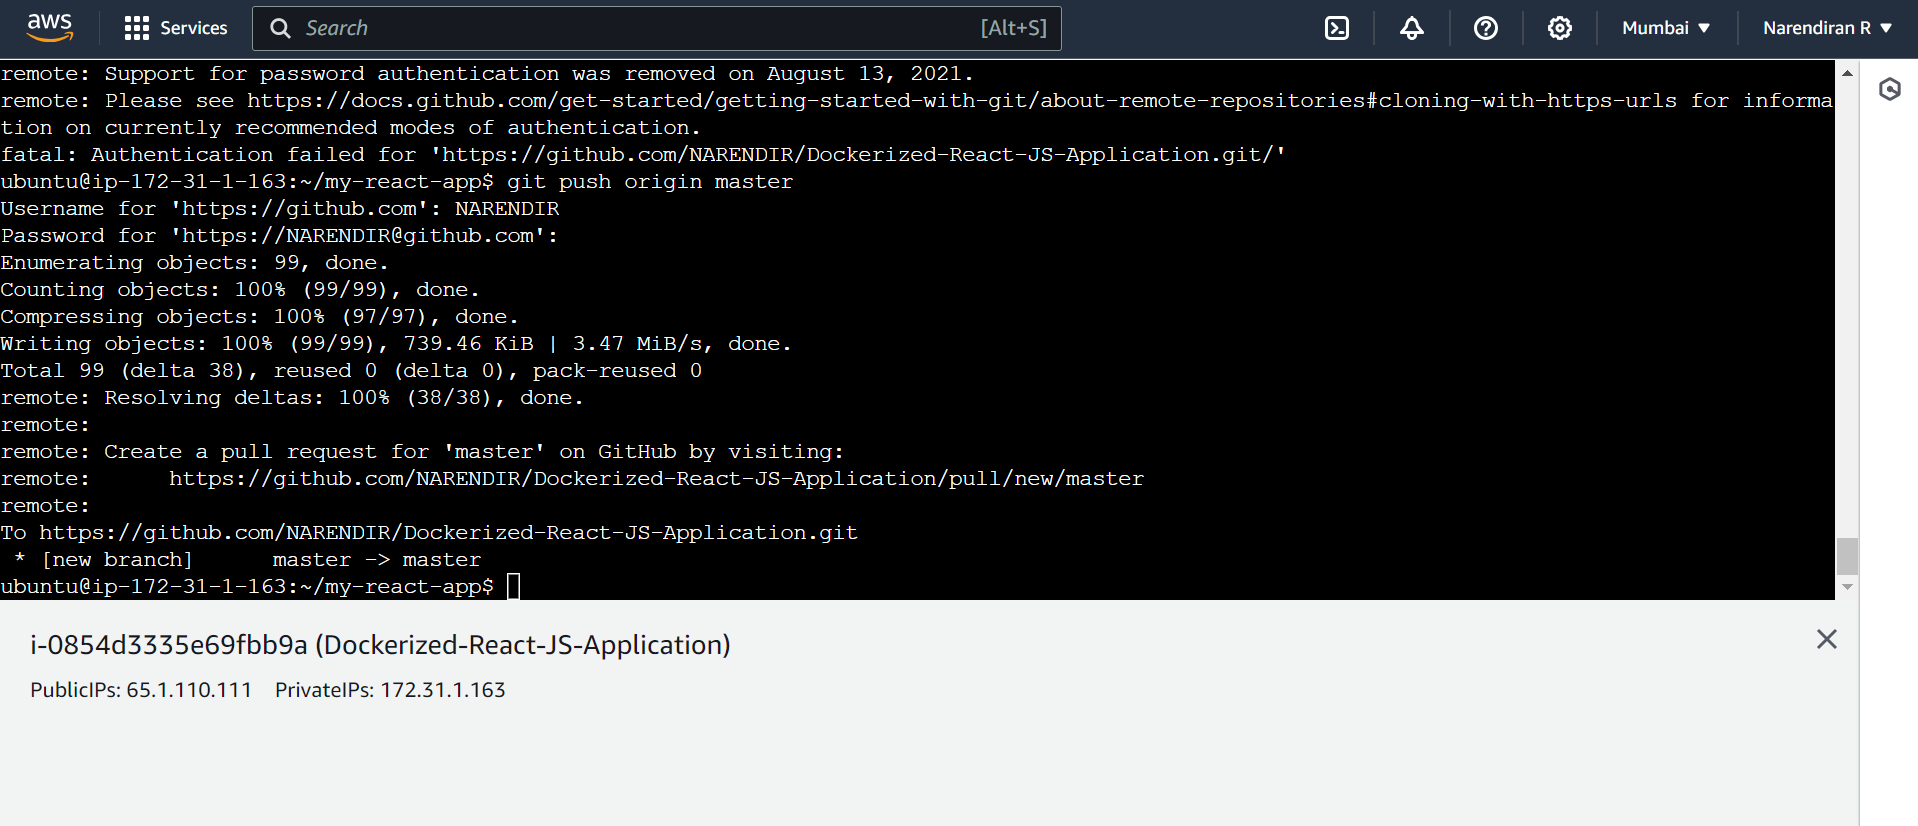 aws Services Search [Alt+S] Mumbai ▼ Narendiran R ▼
remote: Support for password authentication was removed on August 13, 2021.
remote: Please see https://docs.github.com/get-started/getting-started-with-git/about-remote-repositories#cloning-with-https-urls for informa
tion on currently recommended modes of authentication.
fatal: Authentication failed for 'https://github.com/NARENDIR/Dockerized-React-JS-Application.git/'
ubuntu@ip-172-31-1-163:~/my-react-app$ git push origin master
Username for 'https://github.com': NARENDIR
Password for 'https://NARENDIR@github.com':
Enumerating objects: 99, done.
Counting objects: 100% (99/99), done.
Compressing objects: 100% (97/97), done.
Writing objects: 100% (99/99), 739.46 KiB | 3.47 MiB/s, done.
Total 99 (delta 38), reused 0 (delta 0), pack-reused 0
remote: Resolving deltas: 100% (38/38), done.
remote:
remote: Create a pull request for 'master' on GitHub by visiting:
remote:      https://github.com/NARENDIR/Dockerized-React-JS-Application/pull/new/master
remote:
To https://github.com/NARENDIR/Dockerized-React-JS-Application.git
 * [new branch]      master -> master
ubuntu@ip-172-31-1-163:~/my-react-app$
i-0854d3335e69fbb9a (Dockerized-React-JS-Application)
PublicIPs: 65.1.110.111 PrivateIPs: 172.31.1.163